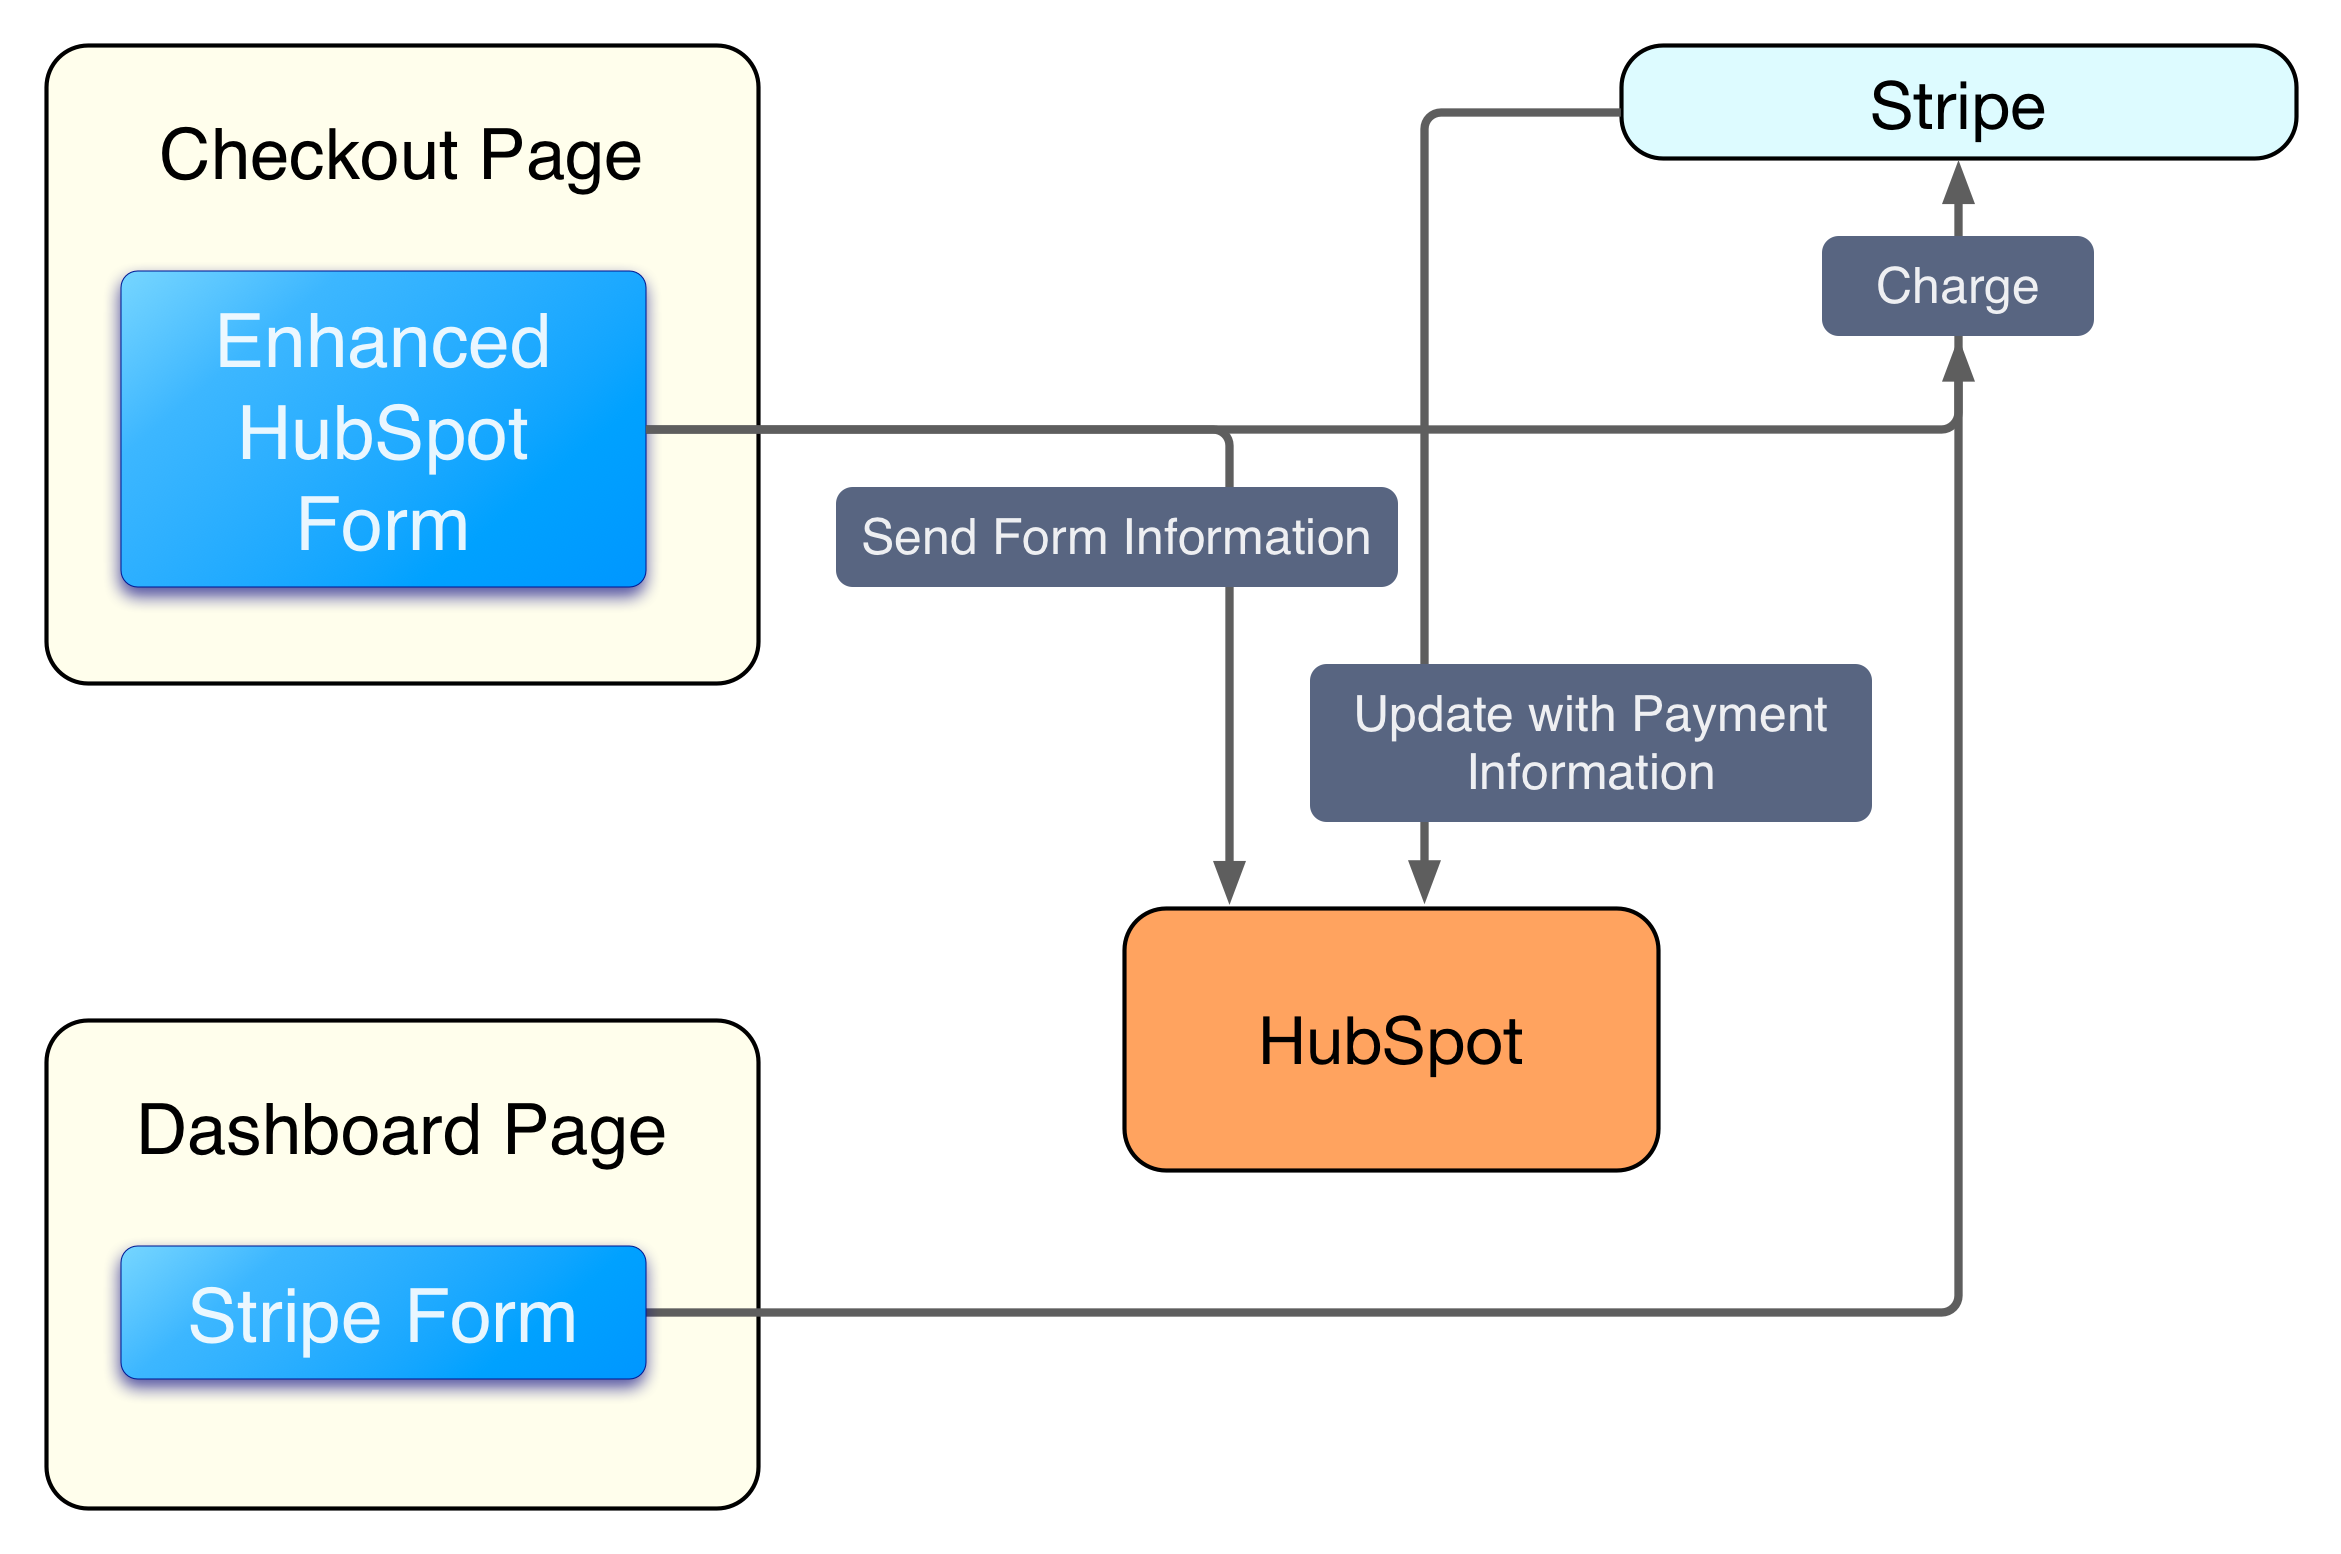 Checkout Page
Enhanced
HubSpot
Form
Stripe
Charge
Send Form Information
Update with Payment
Information
HubSpot
Dashboard Page
Stripe Form